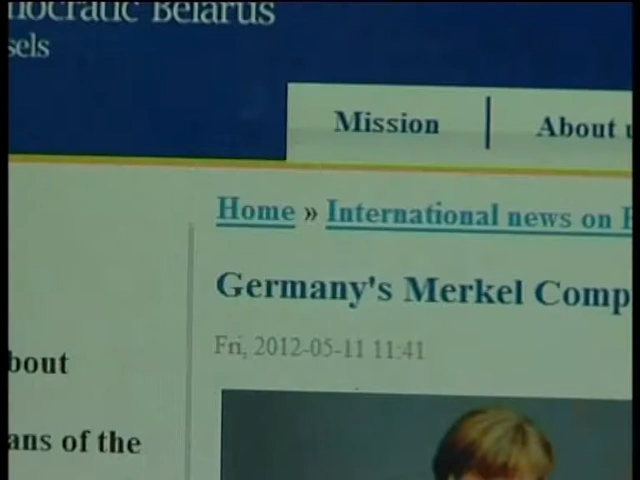 mocratic Belarus
sels
Mission
About u
Home » International news on B
Germany's Merkel Comp
Fri, 2012-05-11 11:41
bout
ans of the